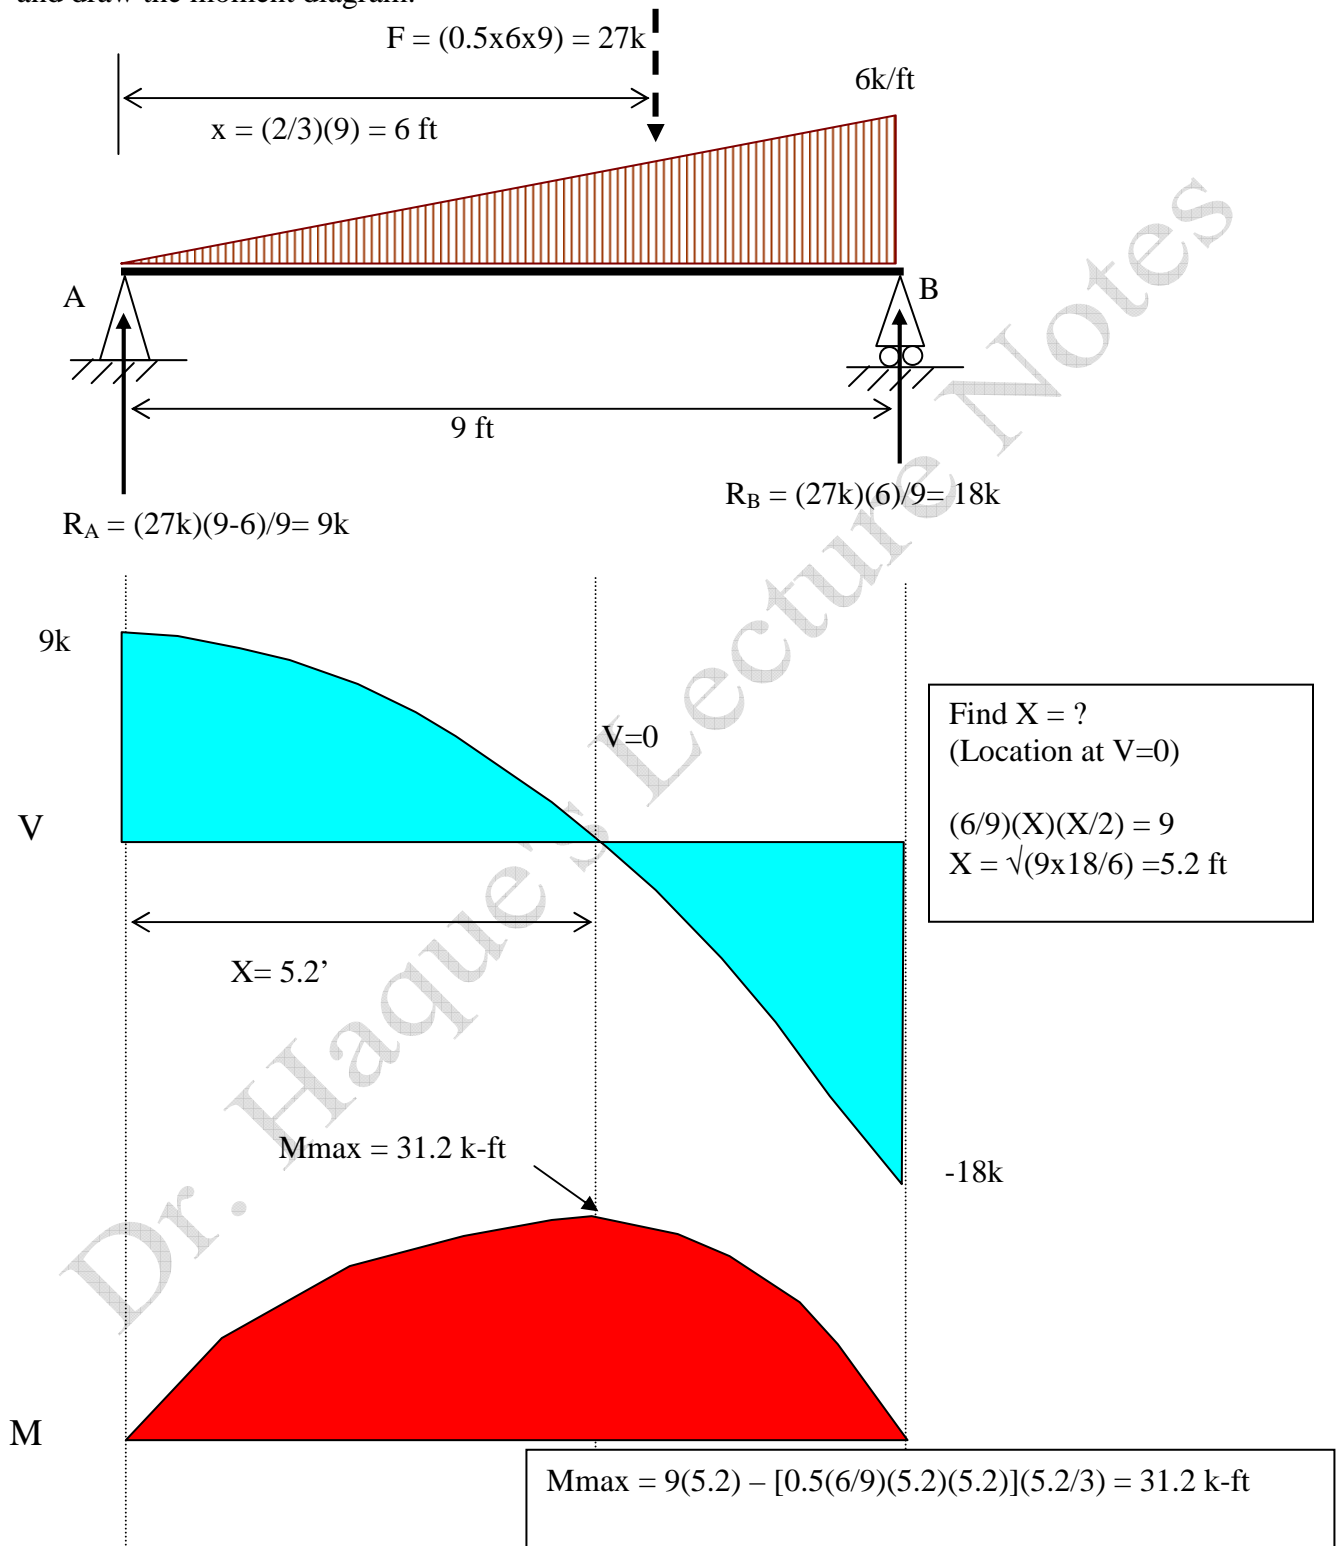 and draw the moment diagram.
F = (0.5x6x9) = 27k
6k/ft
x = (2/3)(9) = 6 ft
A
B
9 ft
R_B = (27k)(6)/9= 18k
R_A = (27k)(9-6)/9= 9k
9k
V=0
Find X = ?
(Location at V=0)
(6/9)(X)(X/2) = 9
X = √(9x18/6) =5.2 ft
V
X= 5.2’
Mmax = 31.2 k-ft
-18k
M
Mmax = 9(5.2) – [0.5(6/9)(5.2)(5.2)](5.2/3) = 31.2 k-ft
Dr. Haque's Lecture Notes